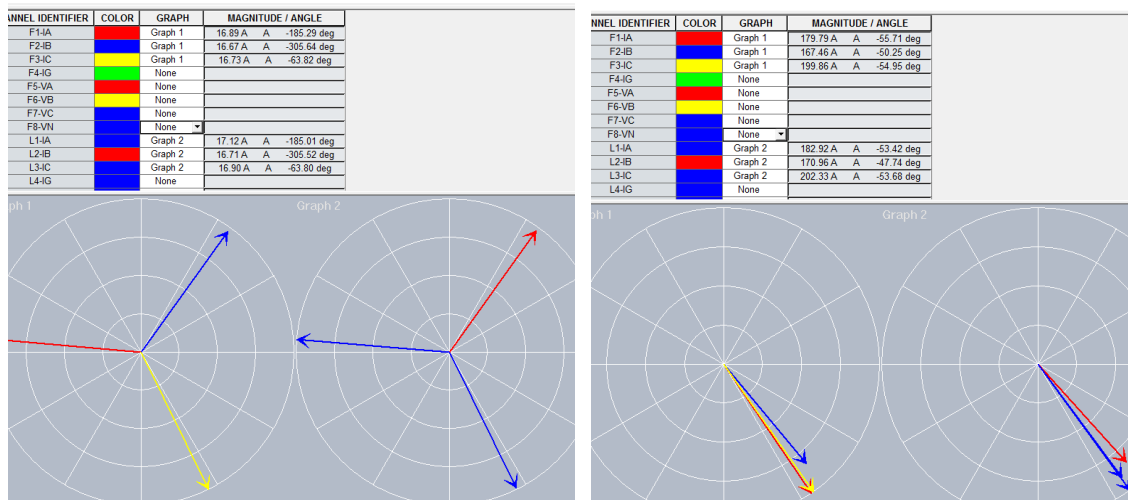 ANNEL IDENTIFIER COLOR GRAPH MAGNITUDE / ANGLE
F1-IA Graph 1 16.89 A A -185.29 deg
F2-IB Graph 1 16.67 A A -305.64 deg
F3-IC Graph 1 16.73 A A -63.82 deg
F4-IG None
F5-VA None
F6-VB None
F7-VC None
F8-VN None
L1-IA Graph 2 17.12 A A -185.01 deg
L2-IB Graph 2 16.71 A A -305.52 deg
L3-IC Graph 2 16.90 A A -63.80 deg
L4-IG None
ph 1 Graph 2
NNEL IDENTIFIER COLOR GRAPH MAGNITUDE / ANGLE
F1-IA Graph 1 179.79 A A -55.71 deg
F2-IB Graph 1 167.46 A A -50.25 deg
F3-IC Graph 1 199.86 A A -54.95 deg
F4-IG None
F5-VA None
F6-VB None
F7-VC None
F8-VN None
L1-IA Graph 2 182.92 A A -53.42 deg
L2-IB Graph 2 170.96 A A -47.74 deg
L3-IC Graph 2 202.33 A A -53.68 deg
L4-IG None
ph 1 Graph 2